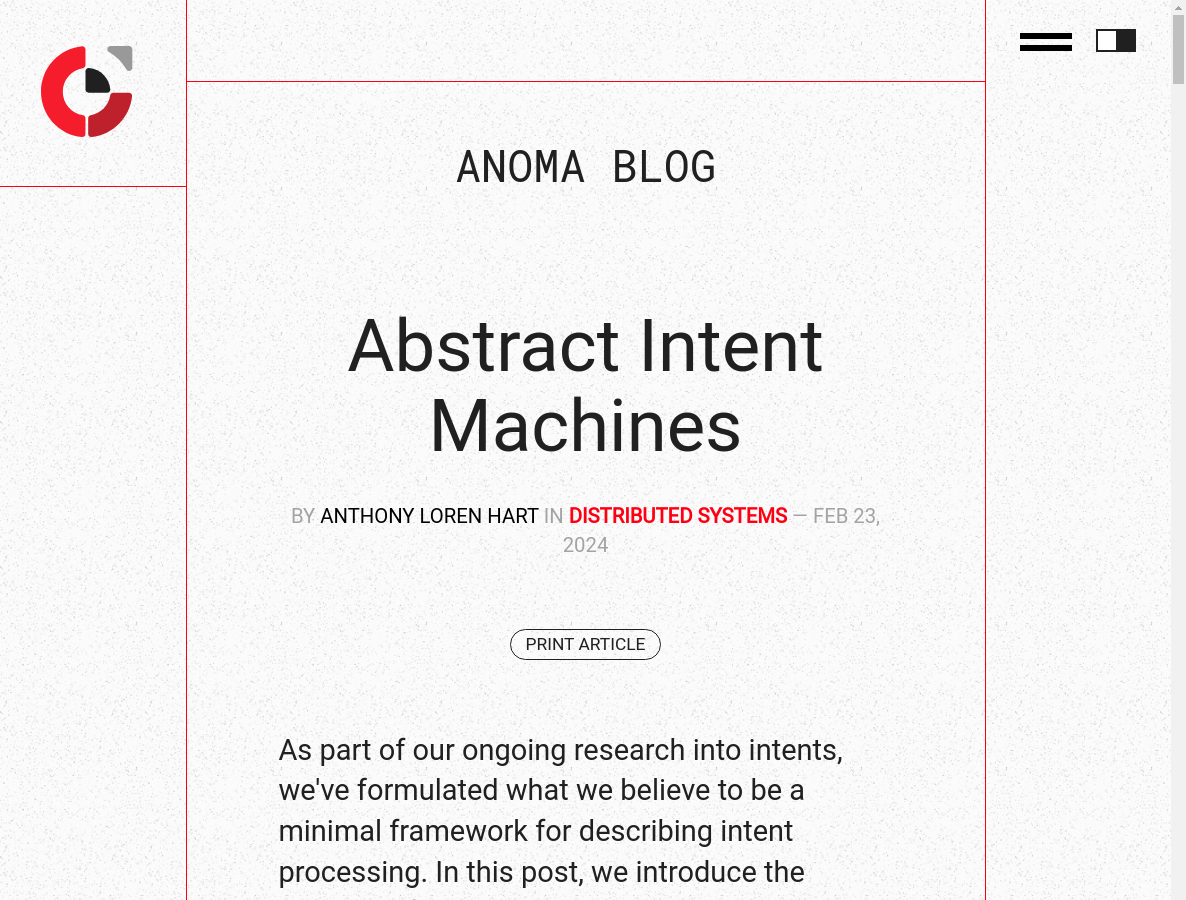 ANOMA BLOG
Abstract Intent
Machines
BY ANTHONY LOREN HART IN DISTRIBUTED SYSTEMS — FEB 23,
2024
PRINT ARTICLE
As part of our ongoing research into intents,
we've formulated what we believe to be a
minimal framework for describing intent
processing. In this post, we introduce the